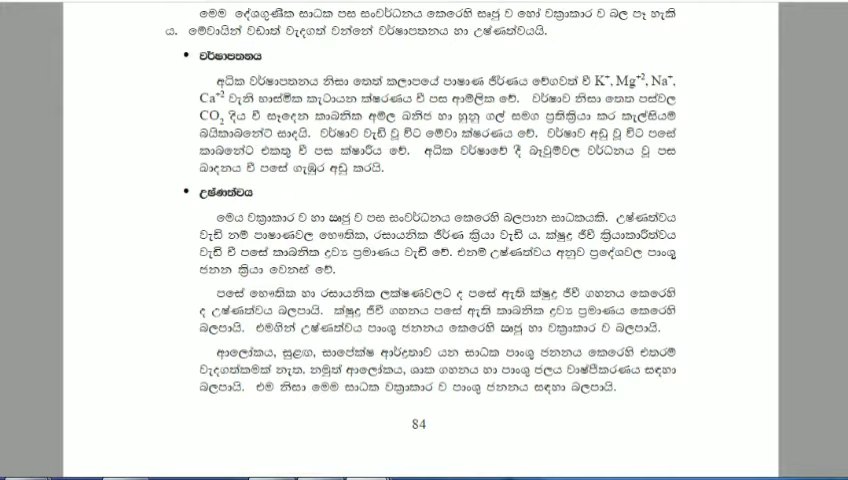 මෙම දේශගුණික සාධක පස සංවර්ධනය කෙරෙහි සෘජු ව හෝ වක්‍රාකාර ව බල පෑ හැකි
ය. මේවායින් වඩාත් වැදගත් වන්නේ වර්ෂාපතනය හා උෂ්ණත්වයයි.
• වර්ෂාපතනය
අධික වර්ෂාපතනය නිසා තෙත් කලාපයේ පාෂාණ ජීර්ණය වේගවත් වී K⁺, Mg⁺², Na⁺,
Ca⁺² වැනි භාස්මික කැටායන ක්ෂරණය වී පස ආම්ලික වේ. වර්ෂාව නිසා තෙත පස්වල
CO₂ දිය වී සෑදෙන කාබනික අම්ල ඛනිජ හා හුනු ගල් සමග ප්‍රතික්‍රියා කර කැල්සියම්
බයිකාබනේට් සාදයි. වර්ෂාව වැඩි වූ විට මේවා ක්ෂරණය වේ. වර්ෂාව අඩු වූ විට පසේ
කාබනේට එකතු වී පස ක්ෂාරීය වේ. අධික වර්ෂාවේ දී බෑවුම්වල වර්ධනය වූ පස
ඛාදනය වී පසේ ගැඹුර අඩු කරයි.
• උෂ්ණත්වය
මෙය වක්‍රාකාර ව හා ඍජු ව පස සංවර්ධනය කෙරෙහි බලපාන සාධකයකි. උෂ්ණත්වය
වැඩි නම් පාෂාණවල භෞතික, රසායනික ජීර්ණ ක්‍රියා වැඩි ය. ක්ෂුද්‍ර ජීවී ක්‍රියාකාරීත්වය
වැඩි වී පසේ කාබනික ද්‍රව්‍ය ප්‍රමාණය වැඩි වේ. එනම් උෂ්ණත්වය අනුව ප්‍රදේශවල පාංශු
ජනන ක්‍රියා වෙනස් වේ.
පසේ භෞතික හා රසායනික ලක්ෂණවලට ද පසේ ඇති ක්ෂුද්‍ර ජීවී ගහනය කෙරෙහි
ද උෂ්ණත්වය බලපායි. ක්ෂුද්‍ර ජීවී ගහනය පසේ ඇති කාබනික ද්‍රව්‍ය ප්‍රමාණය කෙරෙහි
බලපායි. එමගින් උෂ්ණත්වය පාංශු ජනනය කෙරෙහි ඍජු හා වක්‍රාකාර ව බලපායි.
ආලෝකය, සුළඟ, සාපේක්ෂ ආර්ද්‍රතාව යන සාධක පාංශු ජනනය කෙරෙහි එතරම්
වැදගත්කමක් නැත. නමුත් ආලෝකය, ශාක ගහනය හා පාංශු ජලය වාෂ්පීකරණය සඳහා
බලපායි. එම නිසා මෙම සාධක වක්‍රාකාර ව පාංශු ජනනය සඳහා බලපායි.
84